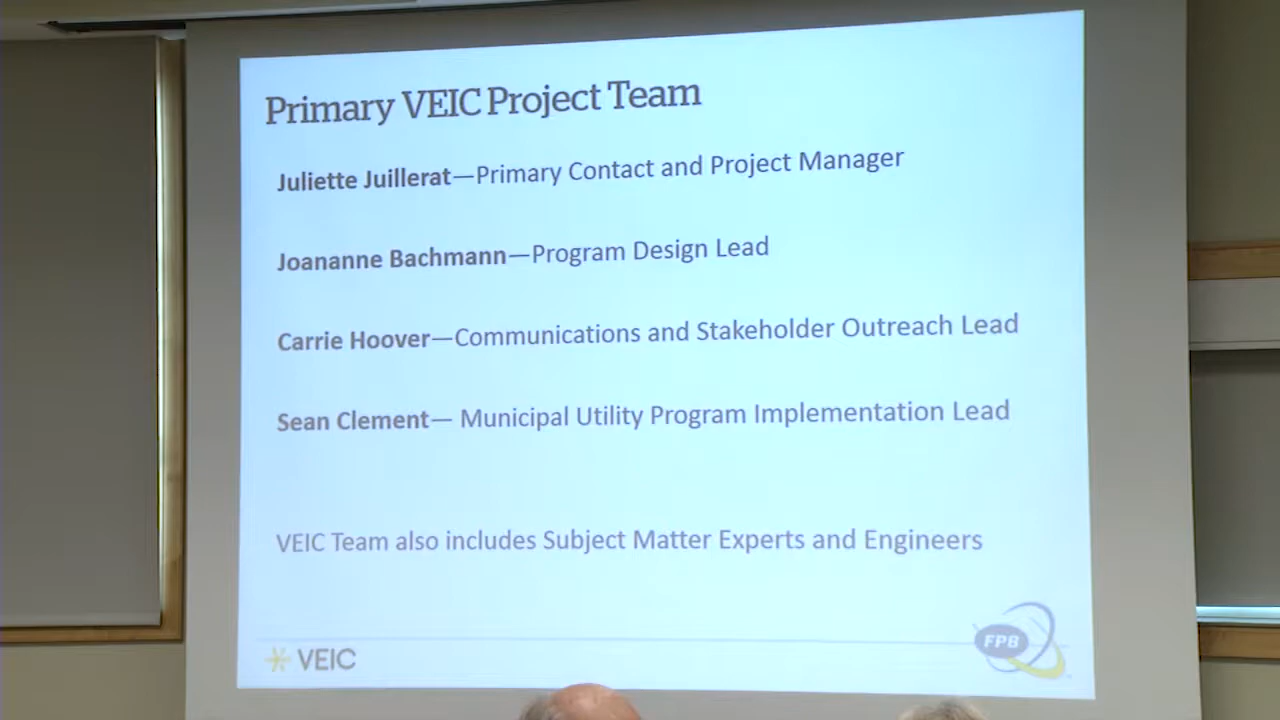 Primary VEIC Project Team
Juliette Juillerat—Primary Contact and Project Manager
Joananne Bachmann—Program Design Lead
Carrie Hoover—Communications and Stakeholder Outreach Lead
Sean Clement— Municipal Utility Program Implementation Lead
VEIC Team also includes Subject Matter Experts and Engineers
VEIC
FPB